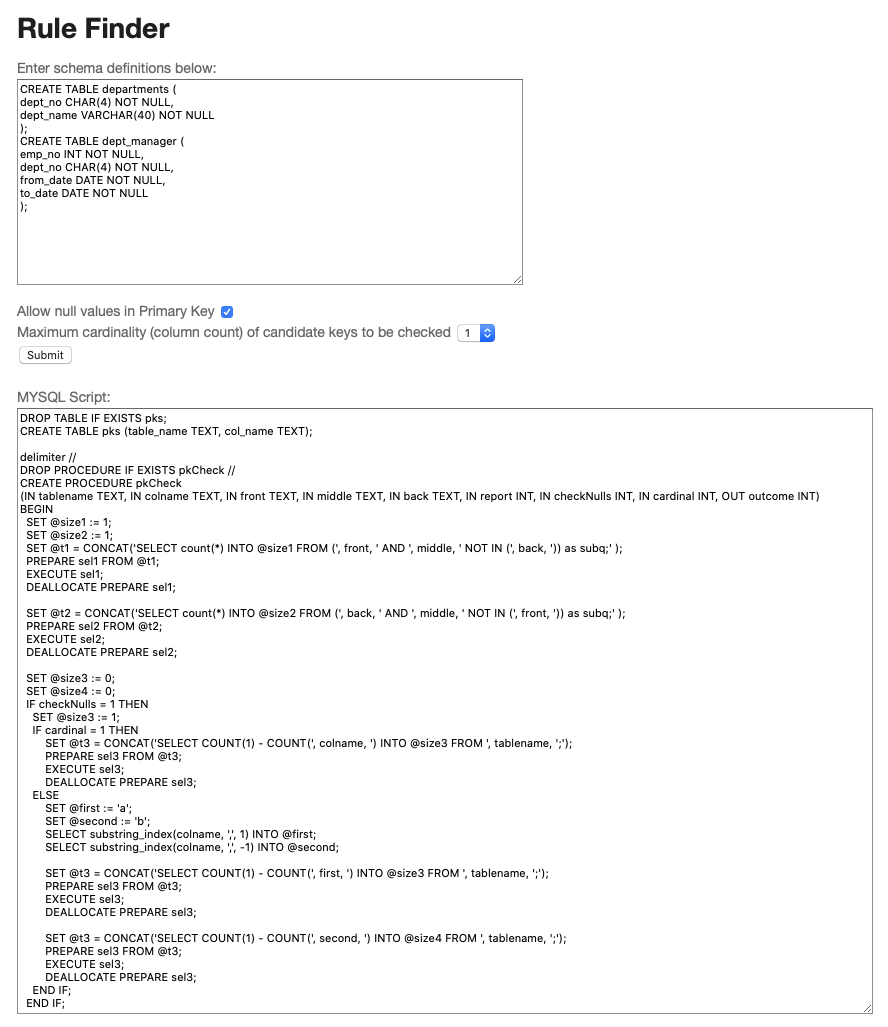 Rule Finder
Enter schema definitions below:
CREATE TABLE departments (
dept_no CHAR(4) NOT NULL,
dept_name VARCHAR(40) NOT NULL
);
CREATE TABLE dept_manager (
emp_no INT NOT NULL,
dept_no CHAR(4) NOT NULL,
from_date DATE NOT NULL,
to_date DATE NOT NULL
);
Allow null values in Primary Key
Maximum cardinality (column count) of candidate keys to be checked 1
Submit
MYSQL Script:
DROP TABLE IF EXISTS pks;
CREATE TABLE pks (table_name TEXT, col_name TEXT);
delimiter //
DROP PROCEDURE IF EXISTS pkCheck //
CREATE PROCEDURE pkCheck
(IN tablename TEXT, IN colname TEXT, IN front TEXT, IN middle TEXT, IN back TEXT, IN report INT, IN checkNulls INT, IN cardinal INT, OUT outcome INT)
BEGIN
SET @size1 := 1;
SET @size2 := 1;
SET @t1 = CONCAT('SELECT count(*) INTO @size1 FROM (', front, ' AND ', middle, ' NOT IN (', back, ')) as subq;' );
PREPARE sel1 FROM @t1;
EXECUTE sel1;
DEALLOCATE PREPARE sel1;
SET @t2 = CONCAT('SELECT count(*) INTO @size2 FROM (', back, ' AND ', middle, ' NOT IN (', front, ')) as subq;' );
PREPARE sel2 FROM @t2;
EXECUTE sel2;
DEALLOCATE PREPARE sel2;
SET @size3 := 0;
SET @size4 := 0;
IF checkNulls = 1 THEN
SET @size3 := 1;
IF cardinal = 1 THEN
SET @t3 = CONCAT('SELECT COUNT(1) - COUNT(', colname, ') INTO @size3 FROM ', tablename, ';');
PREPARE sel3 FROM @t3;
EXECUTE sel3;
DEALLOCATE PREPARE sel3;
ELSE
SET @first := 'a';
SET @second := 'b';
SELECT substring_index(colname, ',', 1) INTO @first;
SELECT substring_index(colname, ',', -1) INTO @second;
SET @t3 = CONCAT('SELECT COUNT(1) - COUNT(', first, ') INTO @size3 FROM ', tablename, ';');
PREPARE sel3 FROM @t3;
EXECUTE sel3;
DEALLOCATE PREPARE sel3;
SET @t3 = CONCAT('SELECT COUNT(1) - COUNT(', second, ') INTO @size4 FROM ', tablename, ';');
PREPARE sel3 FROM @t3;
EXECUTE sel3;
DEALLOCATE PREPARE sel3;
END IF;
END IF;